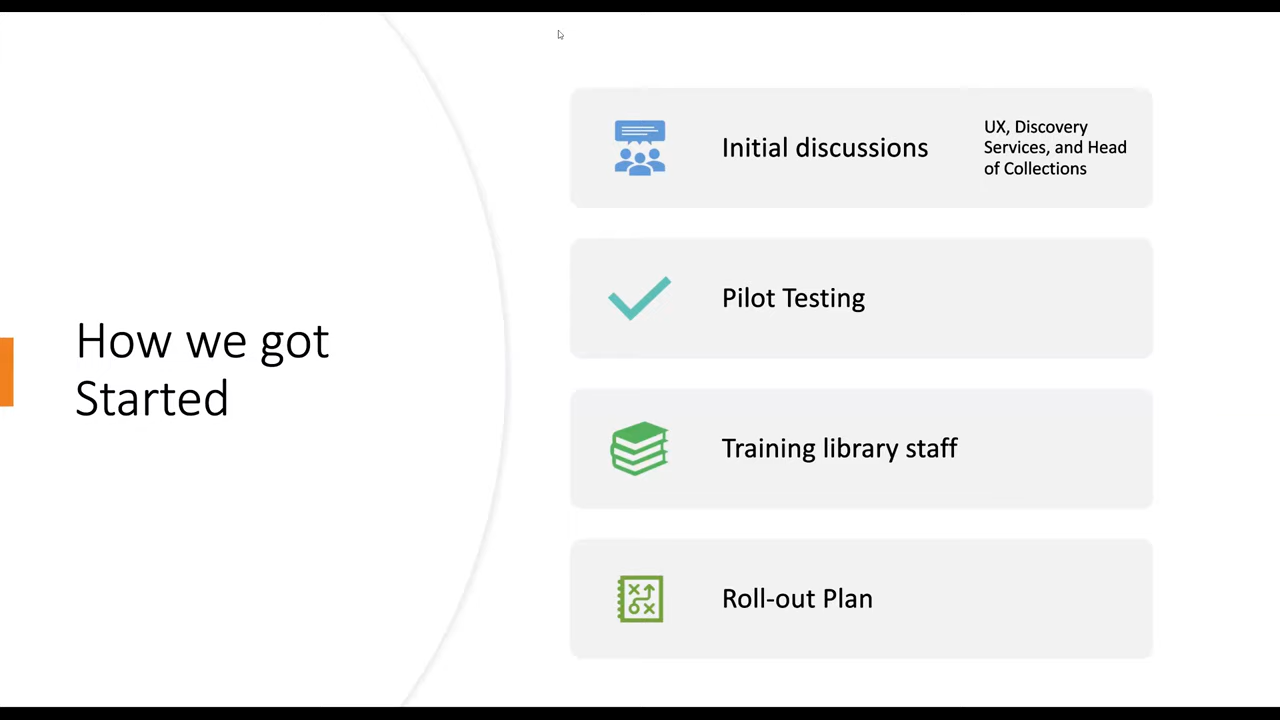 How we got
Started
Initial discussions
UX, Discovery
Services, and Head
of Collections
Pilot Testing
Training library staff
Roll-out Plan